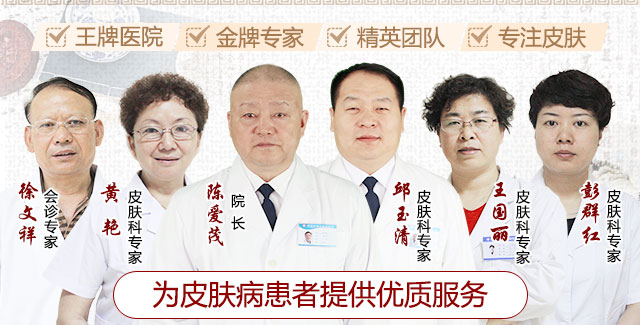 王牌医院
金牌专家
精英团队
专注皮肤
徐文祥
会诊专家
黄艳
皮肤科专家
陈爱茂
院长
邱玉清
皮肤科专家
王国丽
皮肤科专家
彭群红
皮肤科专家
为皮肤病患者提供优质服务